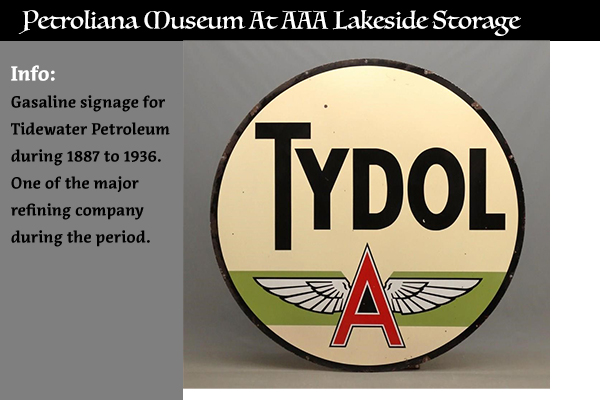 Petroliana Museum At AAA Lakeside Storage
Info:
Gasaline signage for
Tidewater Petroleum
during 1887 to 1936.
One of the major
refining company
during the period.
TYDOL
A